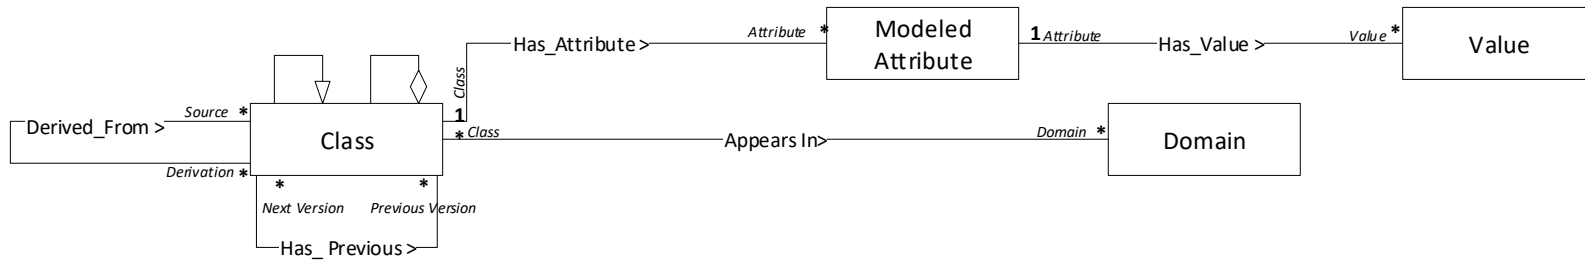 Has_Attribute >
Attribute *
Modeled
Attribute
1 Attribute
Has_Value >
Value *
Value
Class
1
Derived_From >
Source *
Derivation *
Class
* Class
Appears In>
Domain *
Domain
* *
Next Version Previous Version
Has_ Previous >